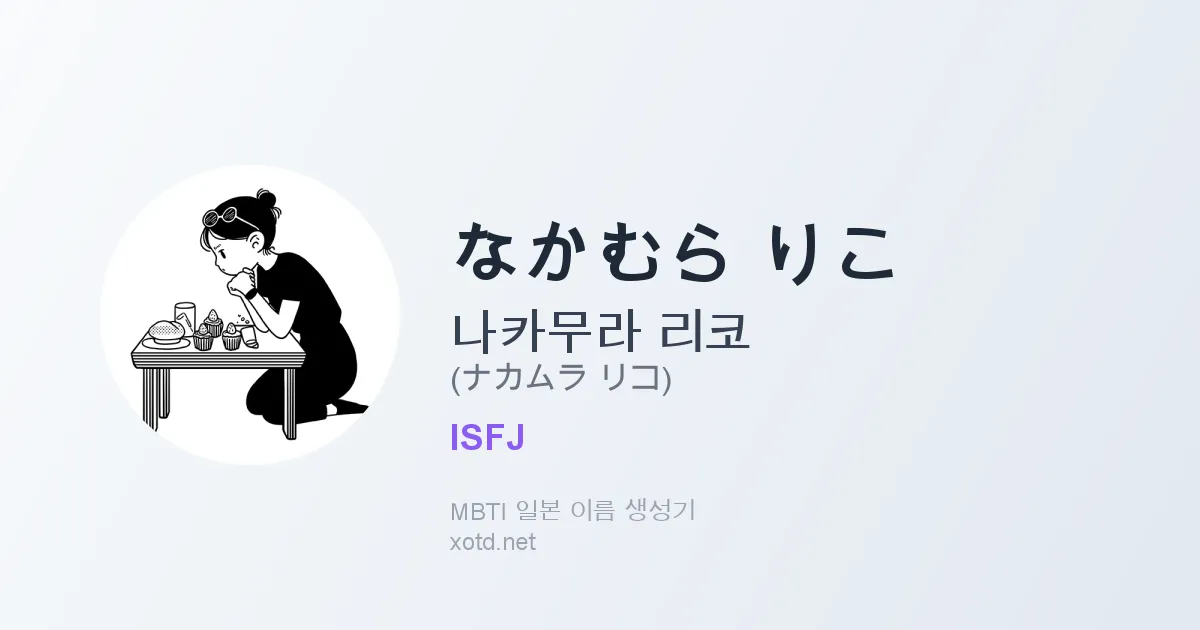 なかむら りこ
나카무라 리코
(ナカムラ リコ)
ISFJ
MBTI 일본 이름 생성기
xotd.net